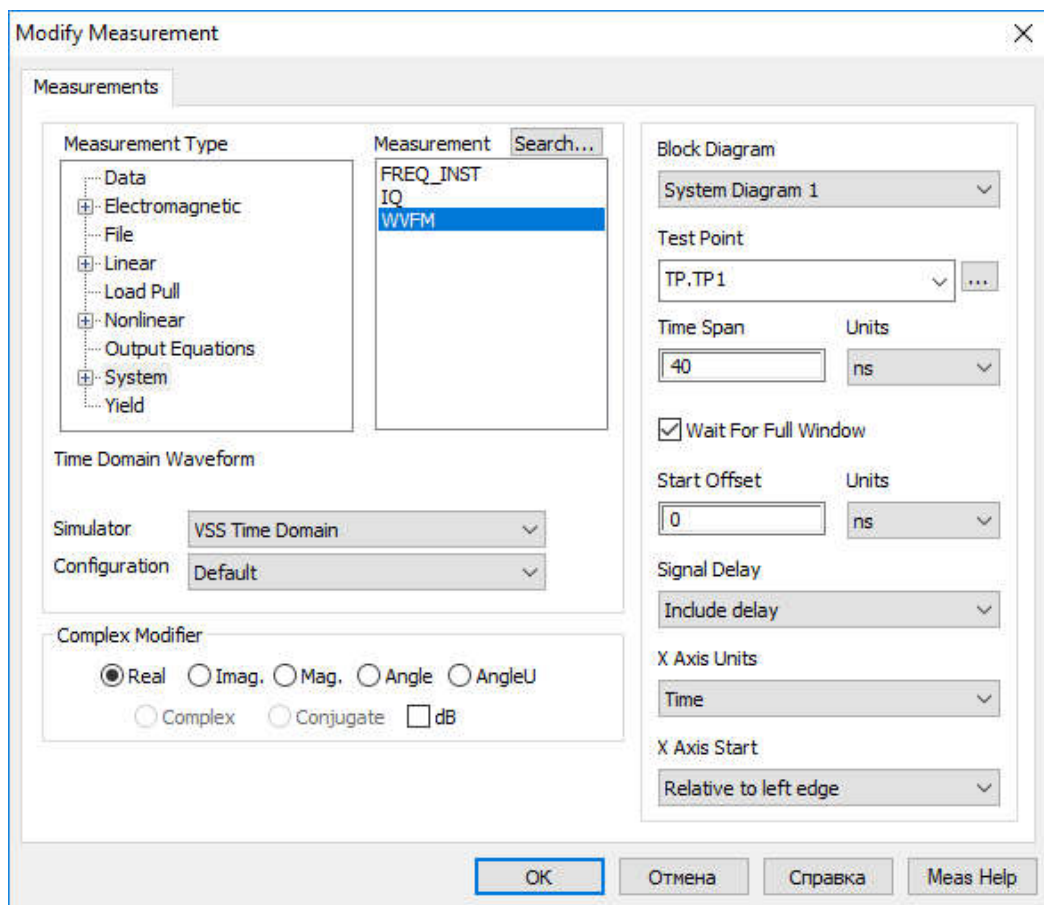 Modify Measurement
Measurements
Measurement Type
Data
Electromagnetic
File
Linear
Load Pull
Nonlinear
Output Equations
System
Yield
Measurement
Search...
FREQ_INST
IQ
WVFM
Time Domain Waveform
Simulator
VSS Time Domain
Configuration
Default
Complex Modifier
Real Imag. Mag. Angle AngleU
Complex Conjugate dB
Block Diagram
System Diagram 1
Test Point
TP.TP1
...
Time Span Units
40 ns
Wait For Full Window
Start Offset Units
0 ns
Signal Delay
Include delay
X Axis Units
Time
X Axis Start
Relative to left edge
OK Отмена Справка Meas Help